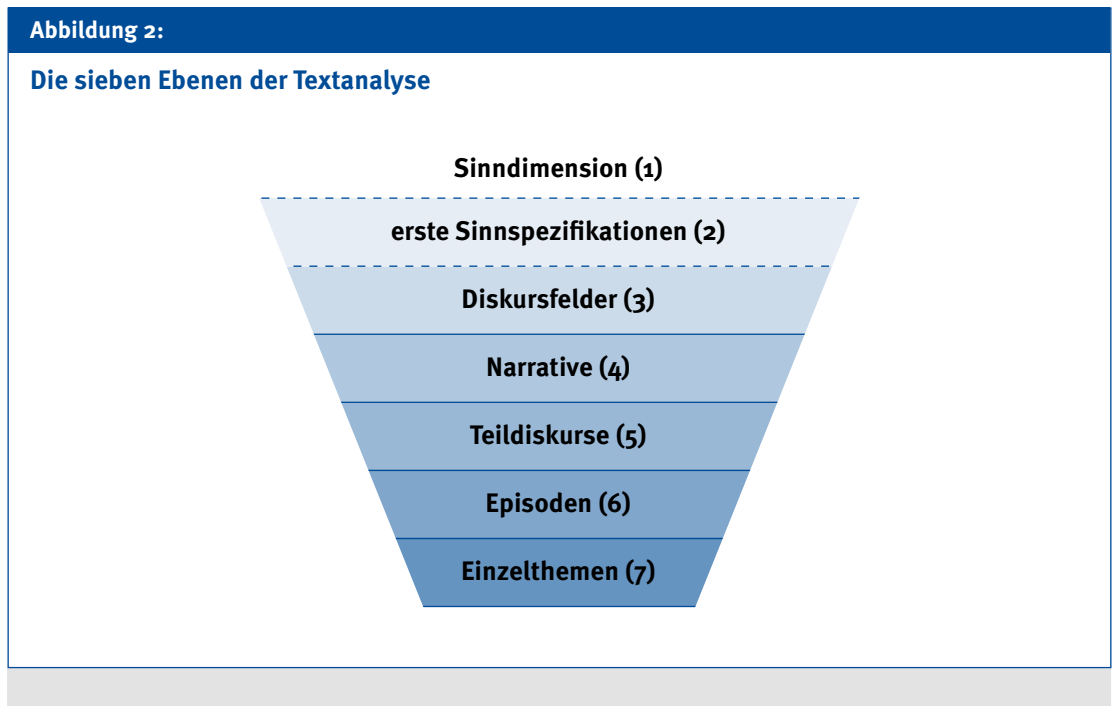 Abbildung 2:
Die sieben Ebenen der Textanalyse
Sinndimension (1)
erste Sinnspezifikationen (2)
Diskursfelder (3)
Narrative (4)
Teildiskurse (5)
Episoden (6)
Einzelthemen (7)